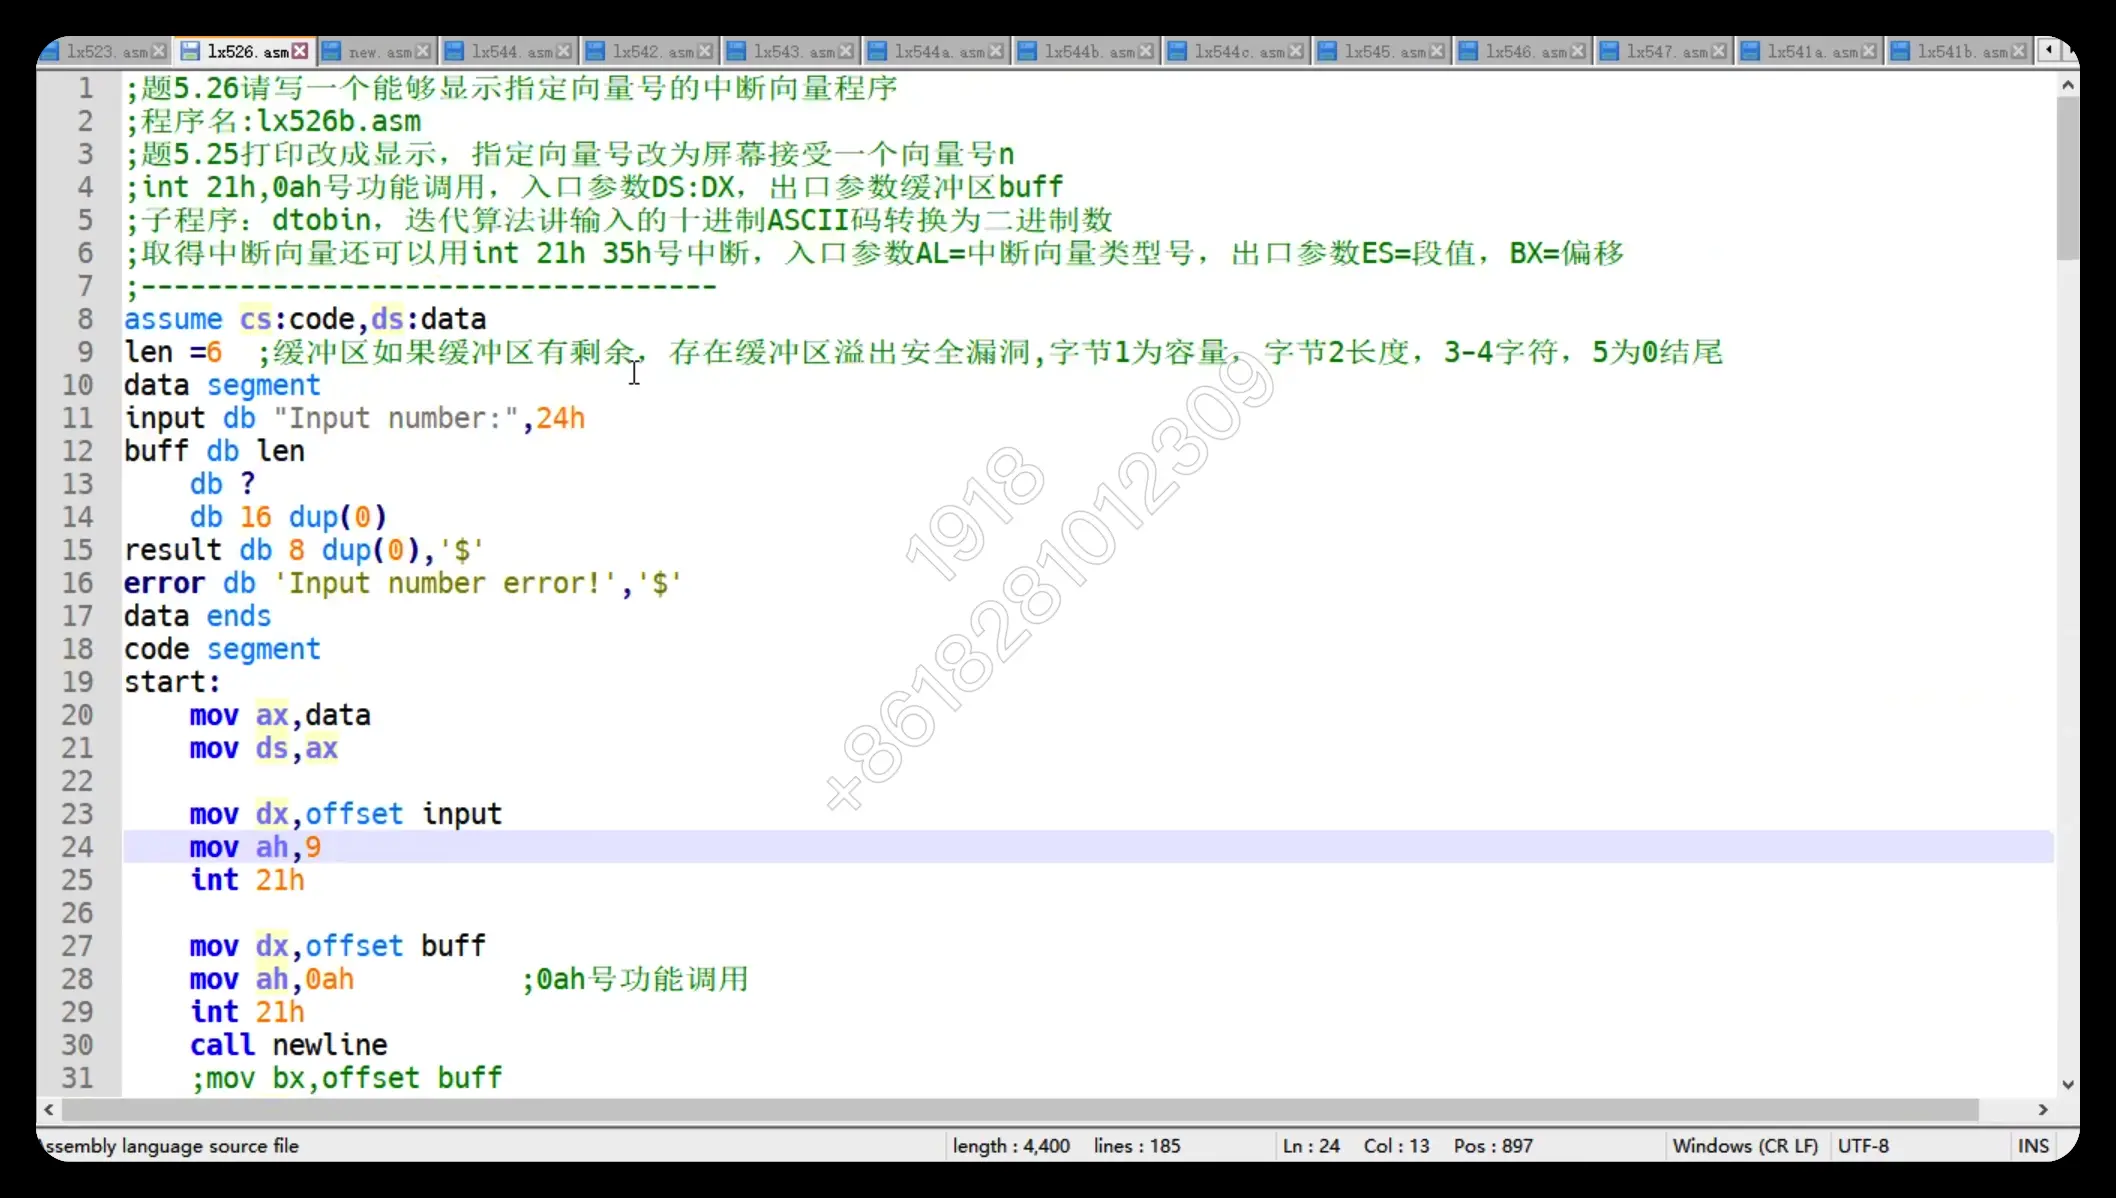 lx523.asm lx526.asm new.asm lx544.asm lx542.asm lx543.asm lx544a.asm lx544b.asm lx544c.asm lx545.asm lx546.asm lx547.asm lx541a.asm lx541b.asm
1 ;题5.26请写一个能够显示指定向量号的中断向量程序
2 ;程序名:lx526b.asm
3 ;题5.25打印改成显示，指定向量号改为屏幕接受一个向量号n
4 ;int 21h,0ah号功能调用，入口参数DS:DX，出口参数缓冲区buff
5 ;子程序：dtobin，迭代算法讲输入的十进制ASCII码转换为二进制数
6 ;取得中断向量还可以用int 21h 35h号中断，入口参数AL=中断向量类型号，出口参数ES=段值，BX=偏移
7 ;-----------------------------------
8 assume cs:code,ds:data
9 len =6  ;缓冲区如果缓冲区有剩余，存在缓冲区溢出安全漏洞,字节1为容量，字节2长度，3-4字符，5为0结尾
10 data segment
11 input db "Input number:",24h
12 buff db len
13     db ?
14     db 16 dup(0)
15 result db 8 dup(0),'$'
16 error db 'Input number error!','$'
17 data ends
18 code segment
19 start:
20     mov ax,data
21     mov ds,ax
22
23     mov dx,offset input
24     mov ah,9
25     int 21h
26
27     mov dx,offset buff
28     mov ah,0ah          ;0ah号功能调用
29     int 21h
30     call newline
31     ;mov bx,offset buff
1918
+8618281012309
ssembly language source file length : 4,400 lines : 185 Ln : 24 Col : 13 Pos : 897 Windows (CR LF) UTF-8 INS